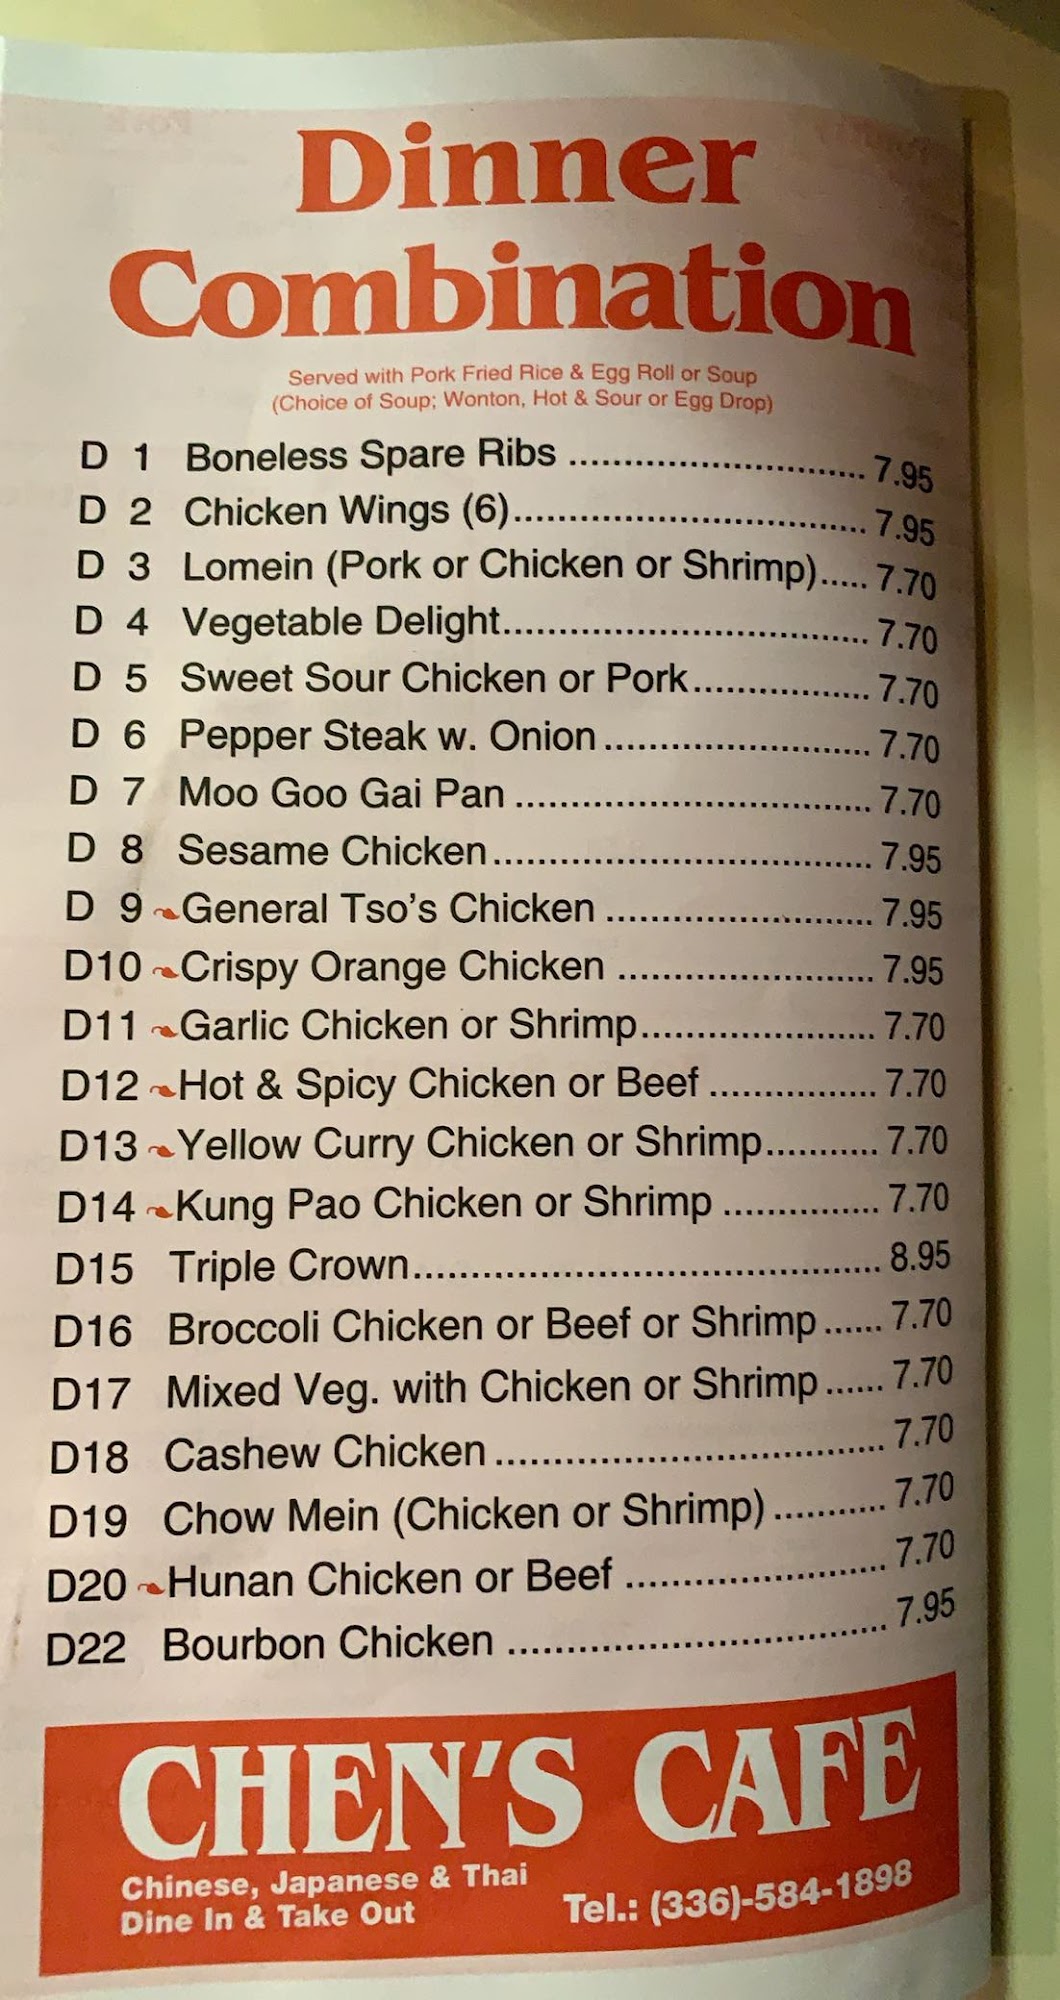 Dinner
Combination
Served with Pork Fried Rice & Egg Roll or Soup
(Choice of Soup; Wonton, Hot & Sour or Egg Drop)
D 1 Boneless Spare Ribs ........................... 7.95
D 2 Chicken Wings (6)................................ 7.95
D 3 Lomein (Pork or Chicken or Shrimp)..... 7.70
D 4 Vegetable Delight................................. 7.70
D 5 Sweet Sour Chicken or Pork................ 7.70
D 6 Pepper Steak w. Onion........................ 7.70
D 7 Moo Goo Gai Pan ................................ 7.70
D 8 Sesame Chicken.................................. 7.95
D 9 General Tso's Chicken ........................ 7.95
D10 Crispy Orange Chicken ....................... 7.95
D11 Garlic Chicken or Shrimp..................... 7.70
D12 Hot & Spicy Chicken or Beef ............... 7.70
D13 Yellow Curry Chicken or Shrimp.......... 7.70
D14 Kung Pao Chicken or Shrimp .............. 7.70
D15 Triple Crown......................................... 8.95
D16 Broccoli Chicken or Beef or Shrimp ...... 7.70
D17 Mixed Veg. with Chicken or Shrimp ...... 7.70
D18 Cashew Chicken .................................. 7.70
D19 Chow Mein (Chicken or Shrimp) .......... 7.70
D20 Hunan Chicken or Beef ....................... 7.70
D22 Bourbon Chicken ................................. 7.95
CHEN'S CAFE
Chinese, Japanese & Thai
Dine In & Take Out
Tel.: (336)-584-1898